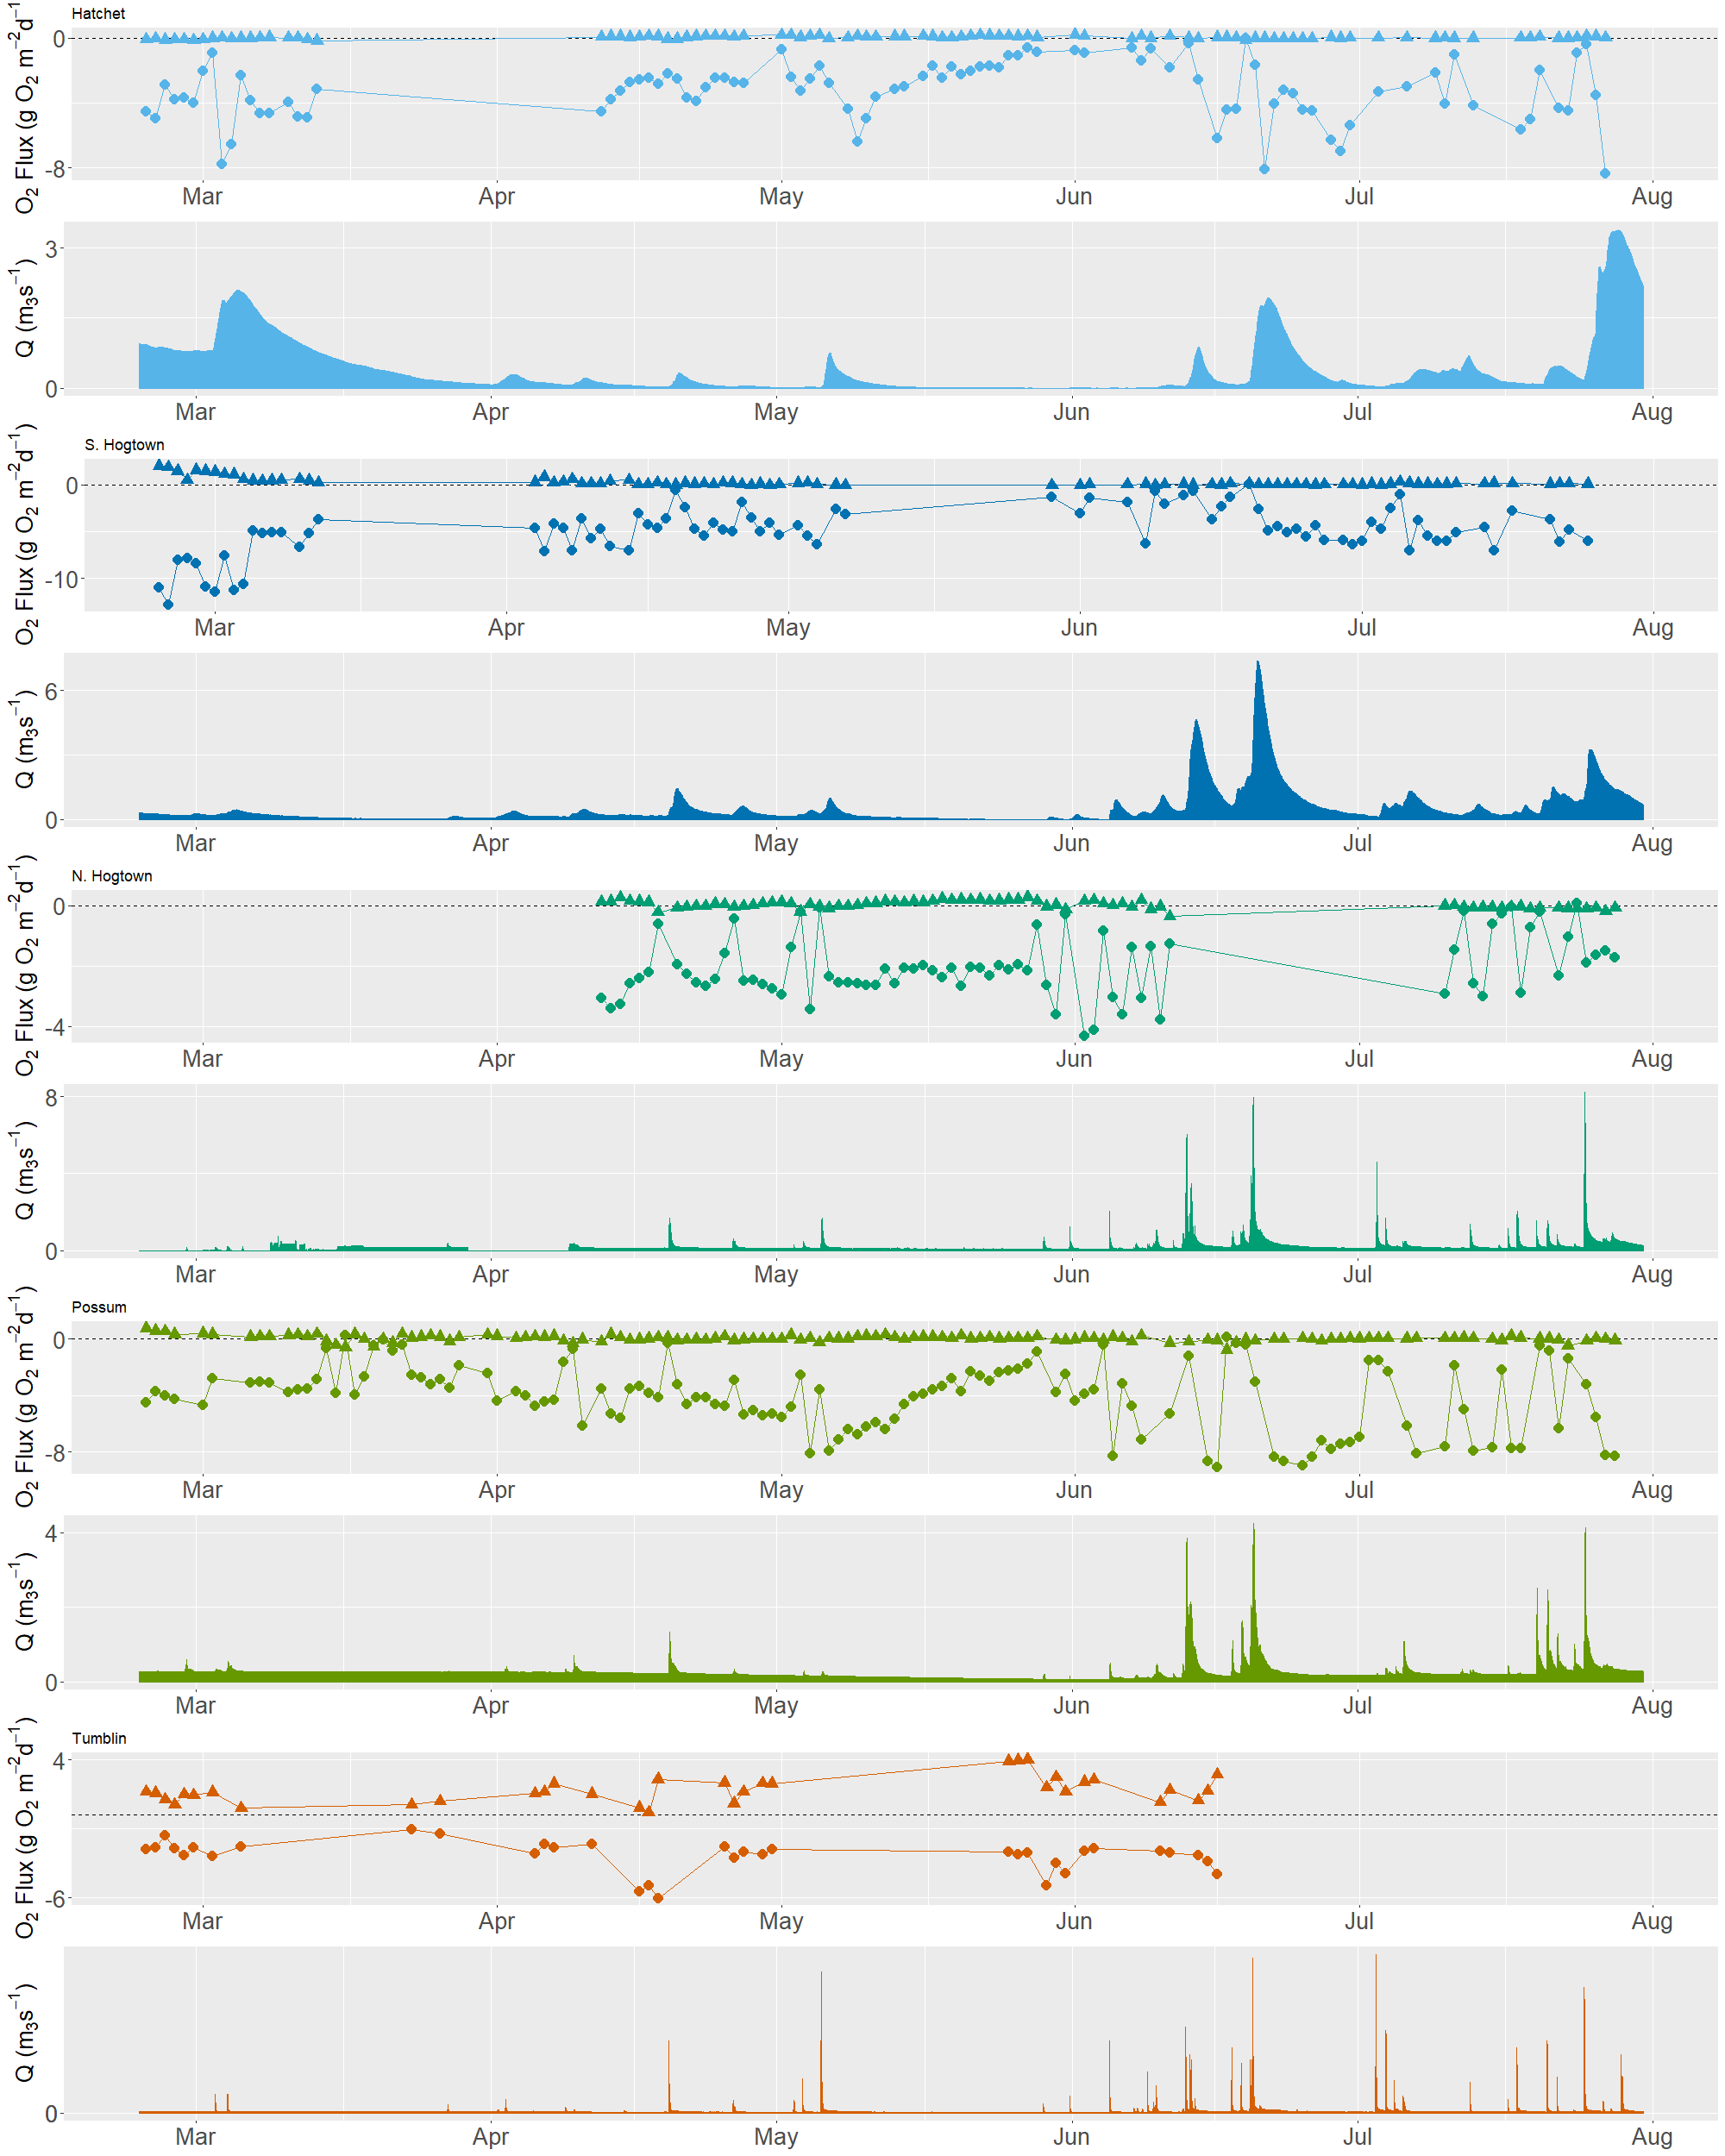 Hatchet
O₂ Flux (g O₂ m⁻²d⁻¹)
0
-8
Mar Apr May Jun Jul Aug
Q (m₃s⁻¹)
3
0
Mar Apr May Jun Jul Aug
S. Hogtown
O₂ Flux (g O₂ m⁻²d⁻¹)
0
-10
Mar Apr May Jun Jul Aug
Q (m₃s⁻¹)
6
0
Mar Apr May Jun Jul Aug
N. Hogtown
O₂ Flux (g O₂ m⁻²d⁻¹)
0
-4
Mar Apr May Jun Jul Aug
Q (m₃s⁻¹)
8
0
Mar Apr May Jun Jul Aug
Possum
O₂ Flux (g O₂ m⁻²d⁻¹)
0
-8
Mar Apr May Jun Jul Aug
Q (m₃s⁻¹)
4
0
Mar Apr May Jun Jul Aug
Tumblin
O₂ Flux (g O₂ m⁻²d⁻¹)
4
-6
Mar Apr May Jun Jul Aug
Q (m₃s⁻¹)
0
Mar Apr May Jun Jul Aug